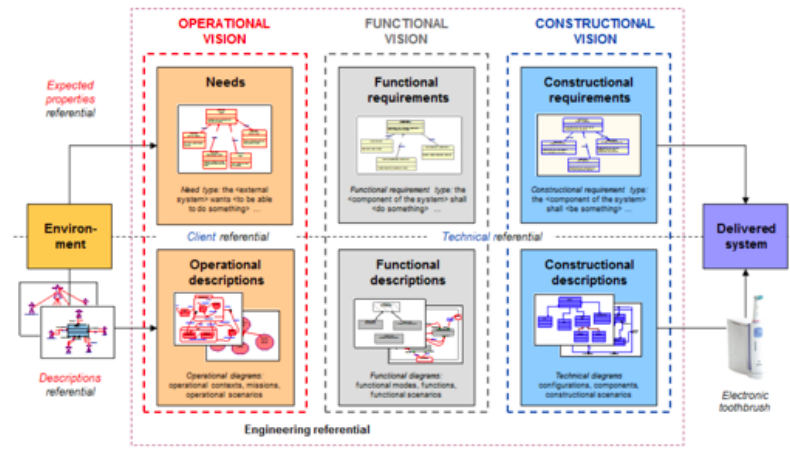 OPERATIONAL
VISION
FUNCTIONAL
VISION
CONSTRUCTIONAL
VISION
Expected
properties
referential
Needs
Need type: the <external
system> wants <to be able
to do something> ...
Functional
requirements
Functional requirement type: the
<component of the system> shall
<do something> ...
Constructional
requirements
Constructional requirement type:
the <component of the system>
shall <be something> ...
Environ-
ment
Client referential
Technical referential
Delivered
system
Operational
descriptions
Operational diagrams:
operational contexts, missions,
operational scenarios
Functional
descriptions
Functional diagrams:
functional modes, functions,
functional scenarios
Constructional
descriptions
Technical diagrams
configurations, components,
constructional scenarios
Descriptions
referential
Electronic
toothbrush
Engineering referential